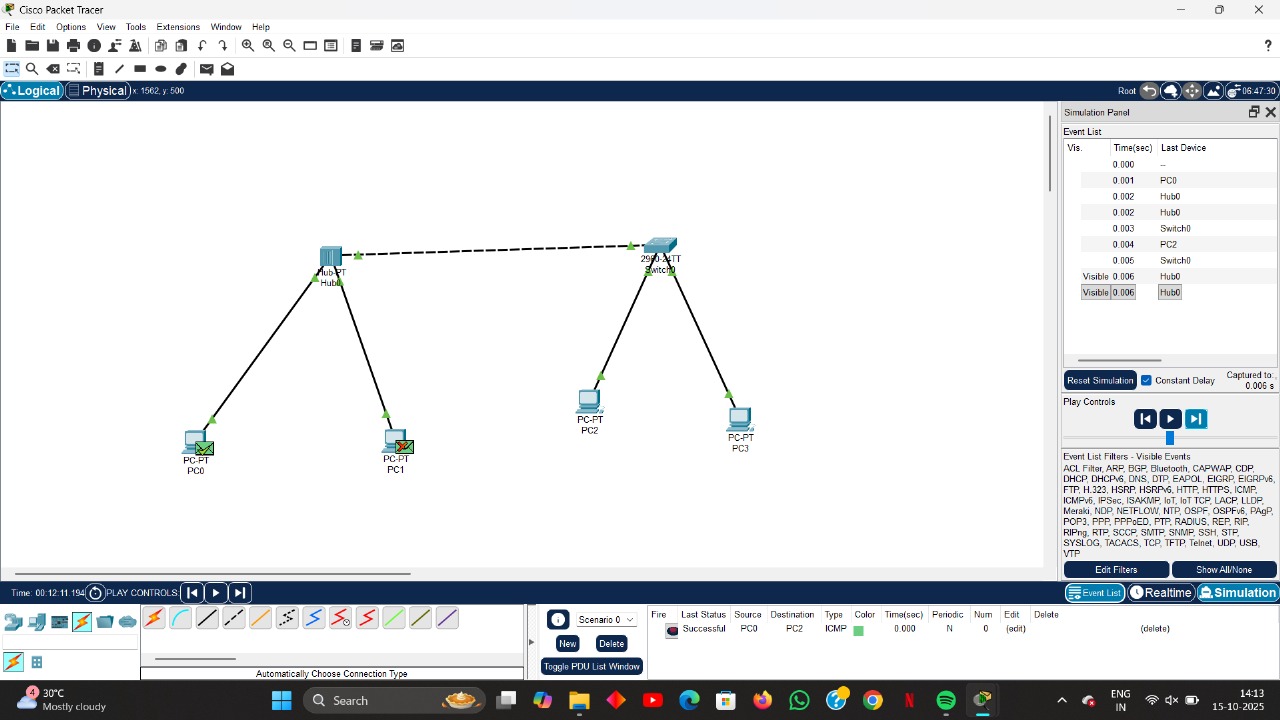 Cisco Packet Tracer
File Edit Options View Tools Extensions Window Help
?
Logical Physical x: 1562, y: 500 Root 06:47:30
Simulation Panel
Event List
Vis. Time(sec) Last Device
0.000 --
0.001 PC0
0.002 Hub0
0.002 Hub0
0.003 Switch0
0.004 PC2
0.005 Switch0
Visible 0.006 Hub0
Visible 0.006 Hub0
Reset Simulation Constant Delay Captured to:
0.006 s
Play Controls
Event List Filters - Visible Events
ACL Filter, ARP, BGP, Bluetooth, CAPWAP, CDP,
DHCP, DHCPv6, DNS, DTP, EAPOL, EIGRP, EIGRPv6,
FTP, H.323, HSRP, HSRPv6, HTTP, HTTPS, ICMP,
ICMPv6, IPSec, ISAKMP, IoT, IoT TCP, LACP, LLDP,
Meraki, NDP, NETFLOW, NTP, OSPF, OSPFv6, PAgP,
POP3, PPP, PPPoED, PTP, RADIUS, REP, RIP,
RIPng, RTP, SCCP, SMTP, SNMP, SSH, STP,
SYSLOG, TACACS, TCP, TFTP, Telnet, UDP, USB,
VTP
Edit Filters Show All/None
Hub-PT
Hub0
2960-24TT
Switch0
PC-PT
PC0
PC-PT
PC1
PC-PT
PC2
PC-PT
PC3
Time: 00:12:11.194 PLAY CONTROLS: Event List Realtime Simulation
Scenario 0
New Delete
Toggle PDU List Window
Fire Last Status Source Destination Type Color Time(sec) Periodic Num Edit Delete
Successful PC0 PC2 ICMP 0.000 N 0 (edit) (delete)
Automatically Choose Connection Type
4
30°C
Mostly cloudy
Search
ENG
IN
14:13
15-10-2025